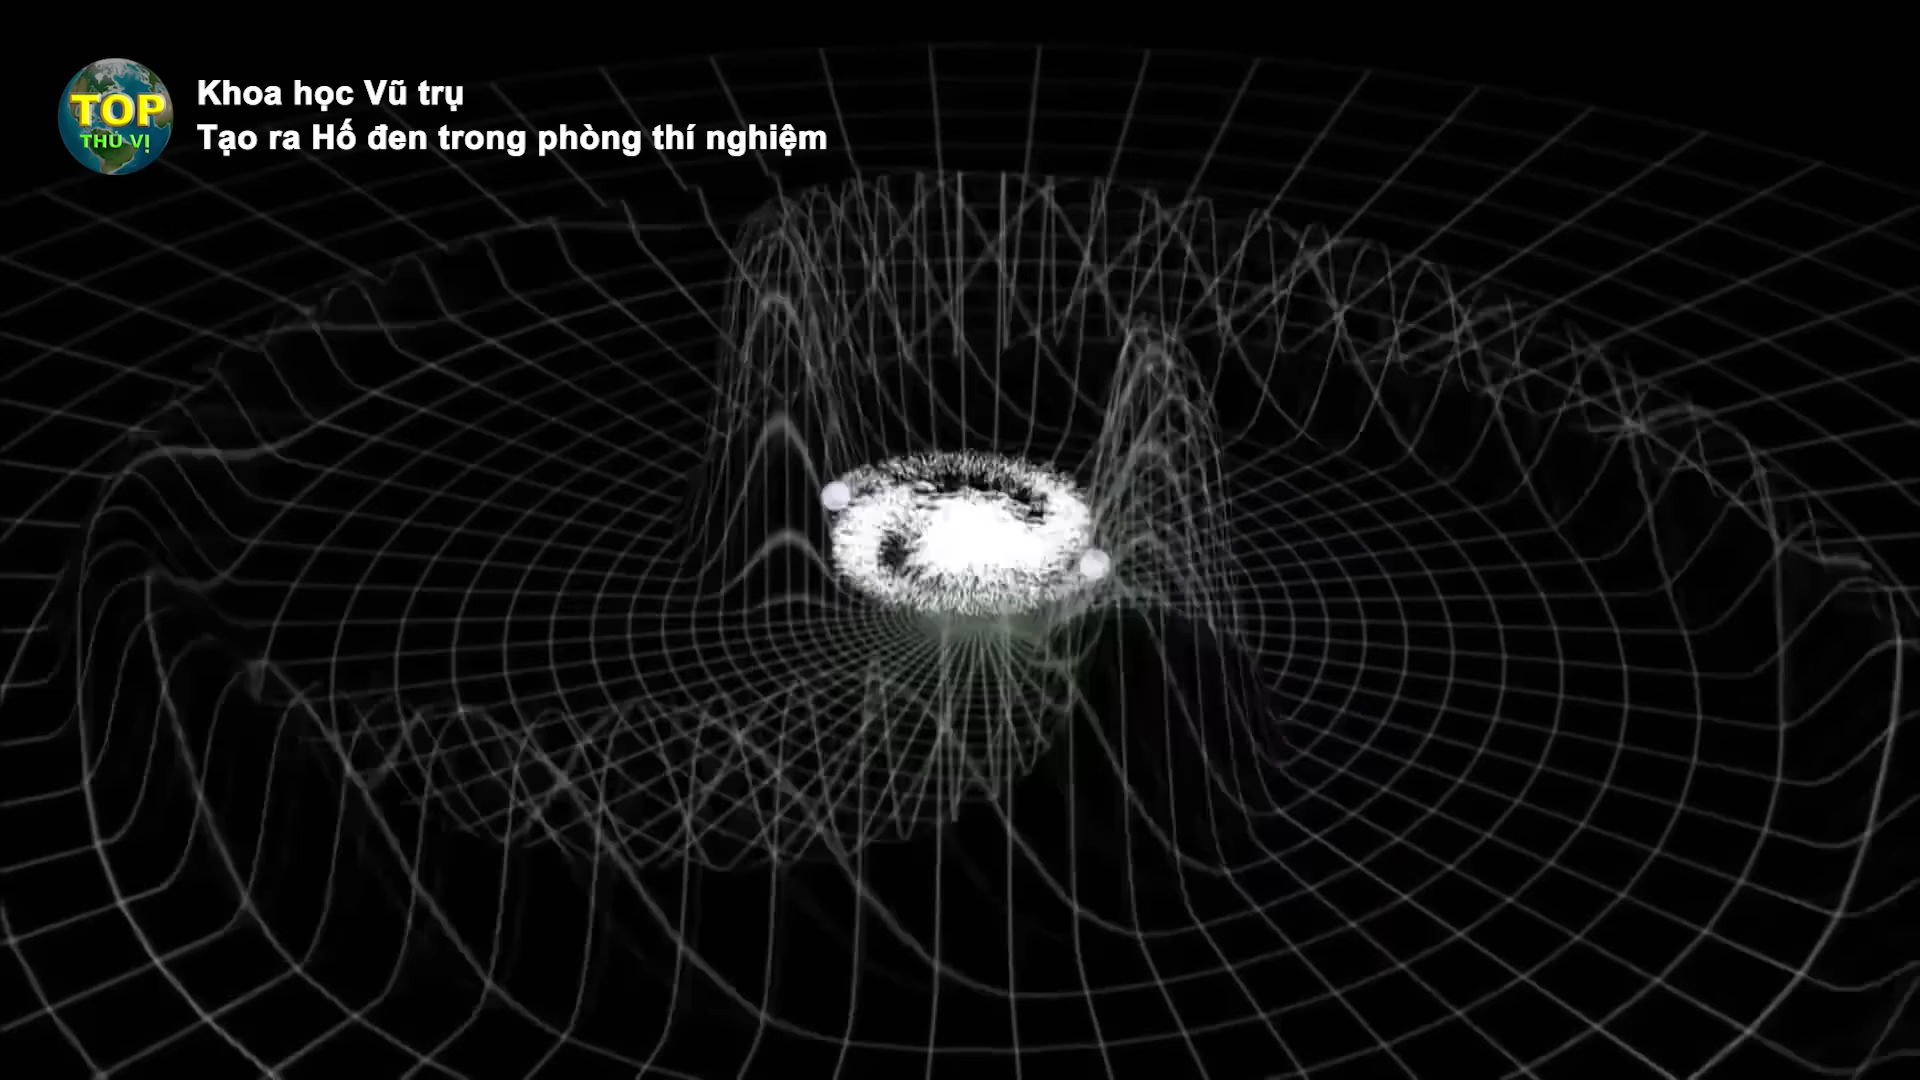 TOP
THÚ VỊ
Khoa học Vũ trụ
Tạo ra Hố đen trong phòng thí nghiệm